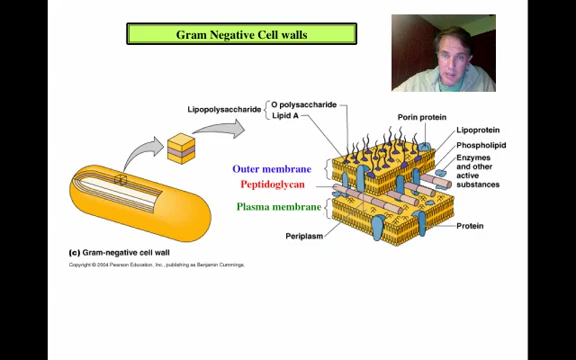 Gram Negative Cell walls
Lipopolysaccharide
O polysaccharide
Lipid A
Porin protein
Lipoprotein
Phospholipid
Enzymes
and other
active
substances
Outer membrane
Peptidoglycan
Plasma membrane
Periplasm
Protein
(c) Gram-negative cell wall
Copyright © 2004 Pearson Education, Inc., publishing as Benjamin Cummings.